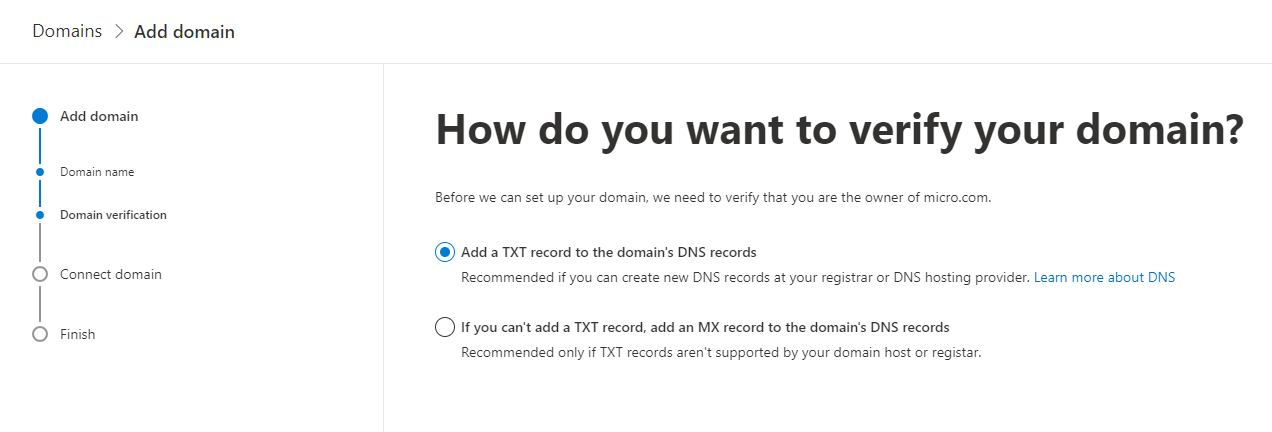 Domains > Add domain
Add domain
Domain name
Domain verification
Connect domain
Finish
How do you want to verify your domain?
Before we can set up your domain, we need to verify that you are the owner of micro.com.
Add a TXT record to the domain's DNS records
Recommended if you can create new DNS records at your registrar or DNS hosting provider. Learn more about DNS
If you can't add a TXT record, add an MX record to the domain's DNS records
Recommended only if TXT records aren't supported by your domain host or registar.